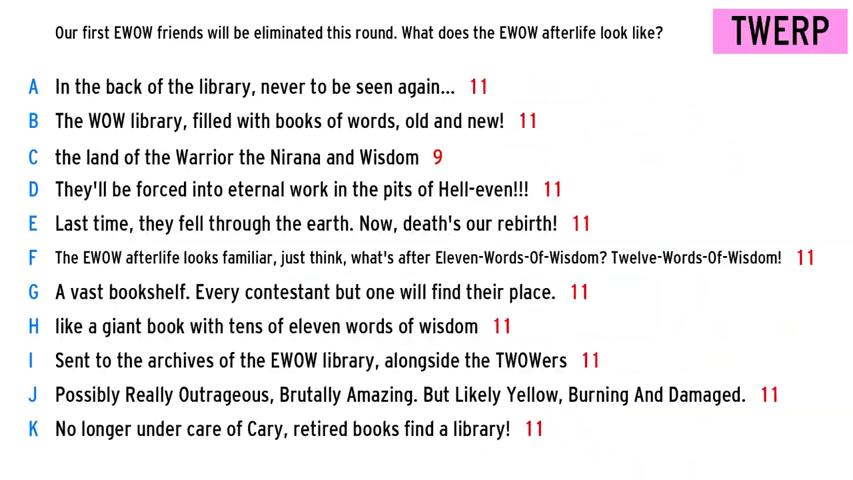 Our first EWOW friends will be eliminated this round. What does the EWOW afterlife look like?
TWERP
A In the back of the library, never to be seen again... 11
B The WOW library, filled with books of words, old and new! 11
C the land of the Warrior the Nirana and Wisdom 9
D They'll be forced into eternal work in the pits of Hell-even!!! 11
E Last time, they fell through the earth. Now, death's our rebirth! 11
F The EWOW afterlife looks familiar, just think, what's after Eleven-Words-Of-Wisdom? Twelve-Words-Of-Wisdom! 11
G A vast bookshelf. Every contestant but one will find their place. 11
H like a giant book with tens of eleven words of wisdom 11
I Sent to the archives of the EWOW library, alongside the TWOWers 11
J Possibly Really Outrageous, Brutally Amazing. But Likely Yellow, Burning And Damaged. 11
K No longer under care of Cary, retired books find a library! 11